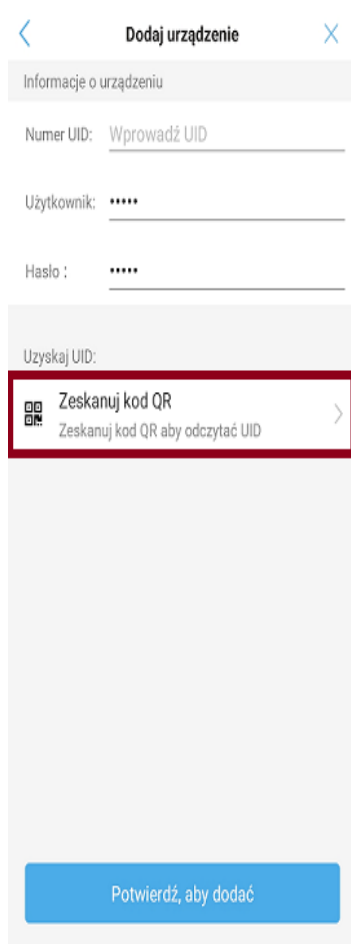 Dodaj urządzenie
Informacje o urządzeniu
Numer UID: Wprowadź UID
Użytkownik: •••••
Hasło : •••••
Uzyskaj UID:
Zeskanuj kod QR
Zeskanuj kod QR aby odczytać UID
Potwierdź, aby dodać